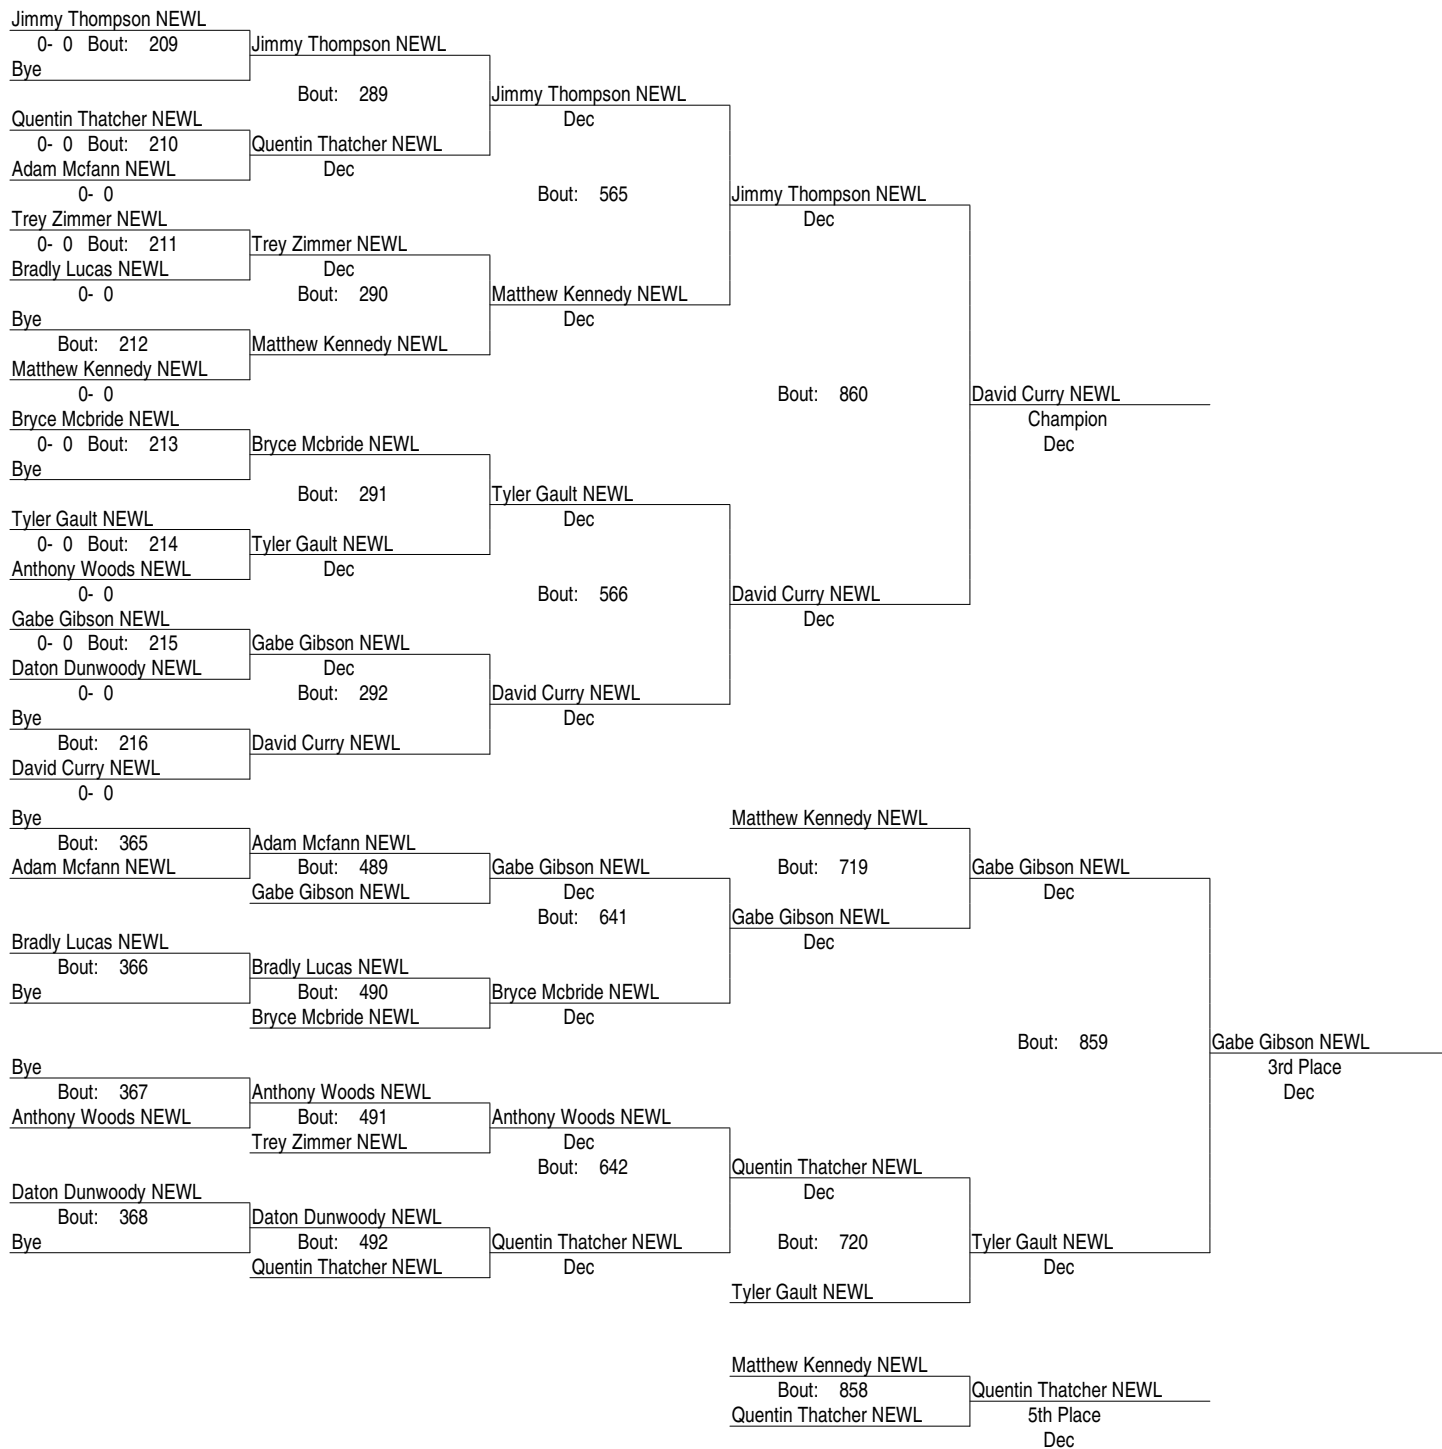 Jimmy Thompson NEWL
0- 0 Bout: 209 Jimmy Thompson NEWL
Bye
Bout: 289 Jimmy Thompson NEWL
Quentin Thatcher NEWL Dec
0- 0 Bout: 210 Quentin Thatcher NEWL
Adam Mcfann NEWL Dec
0- 0 Bout: 565 Jimmy Thompson NEWL
Trey Zimmer NEWL Dec
0- 0 Bout: 211 Trey Zimmer NEWL
Bradly Lucas NEWL Dec
0- 0 Bout: 290 Matthew Kennedy NEWL
Bye Dec
Bout: 212 Matthew Kennedy NEWL
Matthew Kennedy NEWL
0- 0 Bout: 860 David Curry NEWL
Bryce Mcbride NEWL Champion
0- 0 Bout: 213 Bryce Mcbride NEWL Dec
Bye
Bout: 291 Tyler Gault NEWL
Tyler Gault NEWL Dec
0- 0 Bout: 214 Tyler Gault NEWL
Anthony Woods NEWL Dec
0- 0 Bout: 566 David Curry NEWL
Gabe Gibson NEWL Dec
0- 0 Bout: 215 Gabe Gibson NEWL
Daton Dunwoody NEWL Dec
0- 0 Bout: 292 David Curry NEWL
Bye Dec
Bout: 216 David Curry NEWL
David Curry NEWL
0- 0
Bye Matthew Kennedy NEWL
Bout: 365 Adam Mcfann NEWL
Adam Mcfann NEWL Bout: 489 Gabe Gibson NEWL Bout: 719 Gabe Gibson NEWL
Gabe Gibson NEWL Dec Dec
Bout: 641 Gabe Gibson NEWL
Bradly Lucas NEWL Dec
Bout: 366 Bradly Lucas NEWL
Bye Bout: 490 Bryce Mcbride NEWL
Bryce Mcbride NEWL Dec
Bout: 859 Gabe Gibson NEWL
Bye 3rd Place
Bout: 367 Anthony Woods NEWL Dec
Anthony Woods NEWL Bout: 491 Anthony Woods NEWL
Trey Zimmer NEWL Dec
Bout: 642 Quentin Thatcher NEWL
Daton Dunwoody NEWL Dec
Bout: 368 Daton Dunwoody NEWL
Bye Bout: 492 Quentin Thatcher NEWL Bout: 720 Tyler Gault NEWL
Quentin Thatcher NEWL Dec Dec
Tyler Gault NEWL
Matthew Kennedy NEWL
Bout: 858 Quentin Thatcher NEWL
Quentin Thatcher NEWL 5th Place
Dec